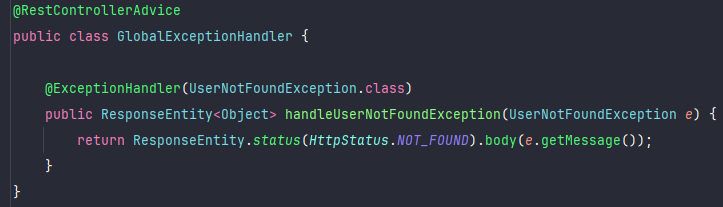 @RestControllerAdvice
public class GlobalExceptionHandler {
@ExceptionHandler(UserNotFoundException.class)
public ResponseEntity<Object> handleUserNotFoundException(UserNotFoundException e) {
return ResponseEntity.status(HttpStatus.NOT_FOUND).body(e.getMessage());
}
}